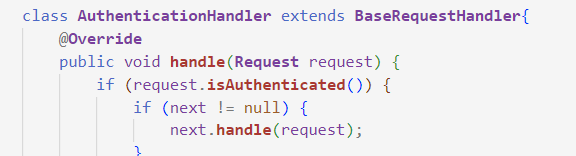 class AuthenticationHandler extends BaseRequestHandler{
@Override
public void handle(Request request) {
if (request.isAuthenticated()) {
if (next != null) {
next.handle(request);
}